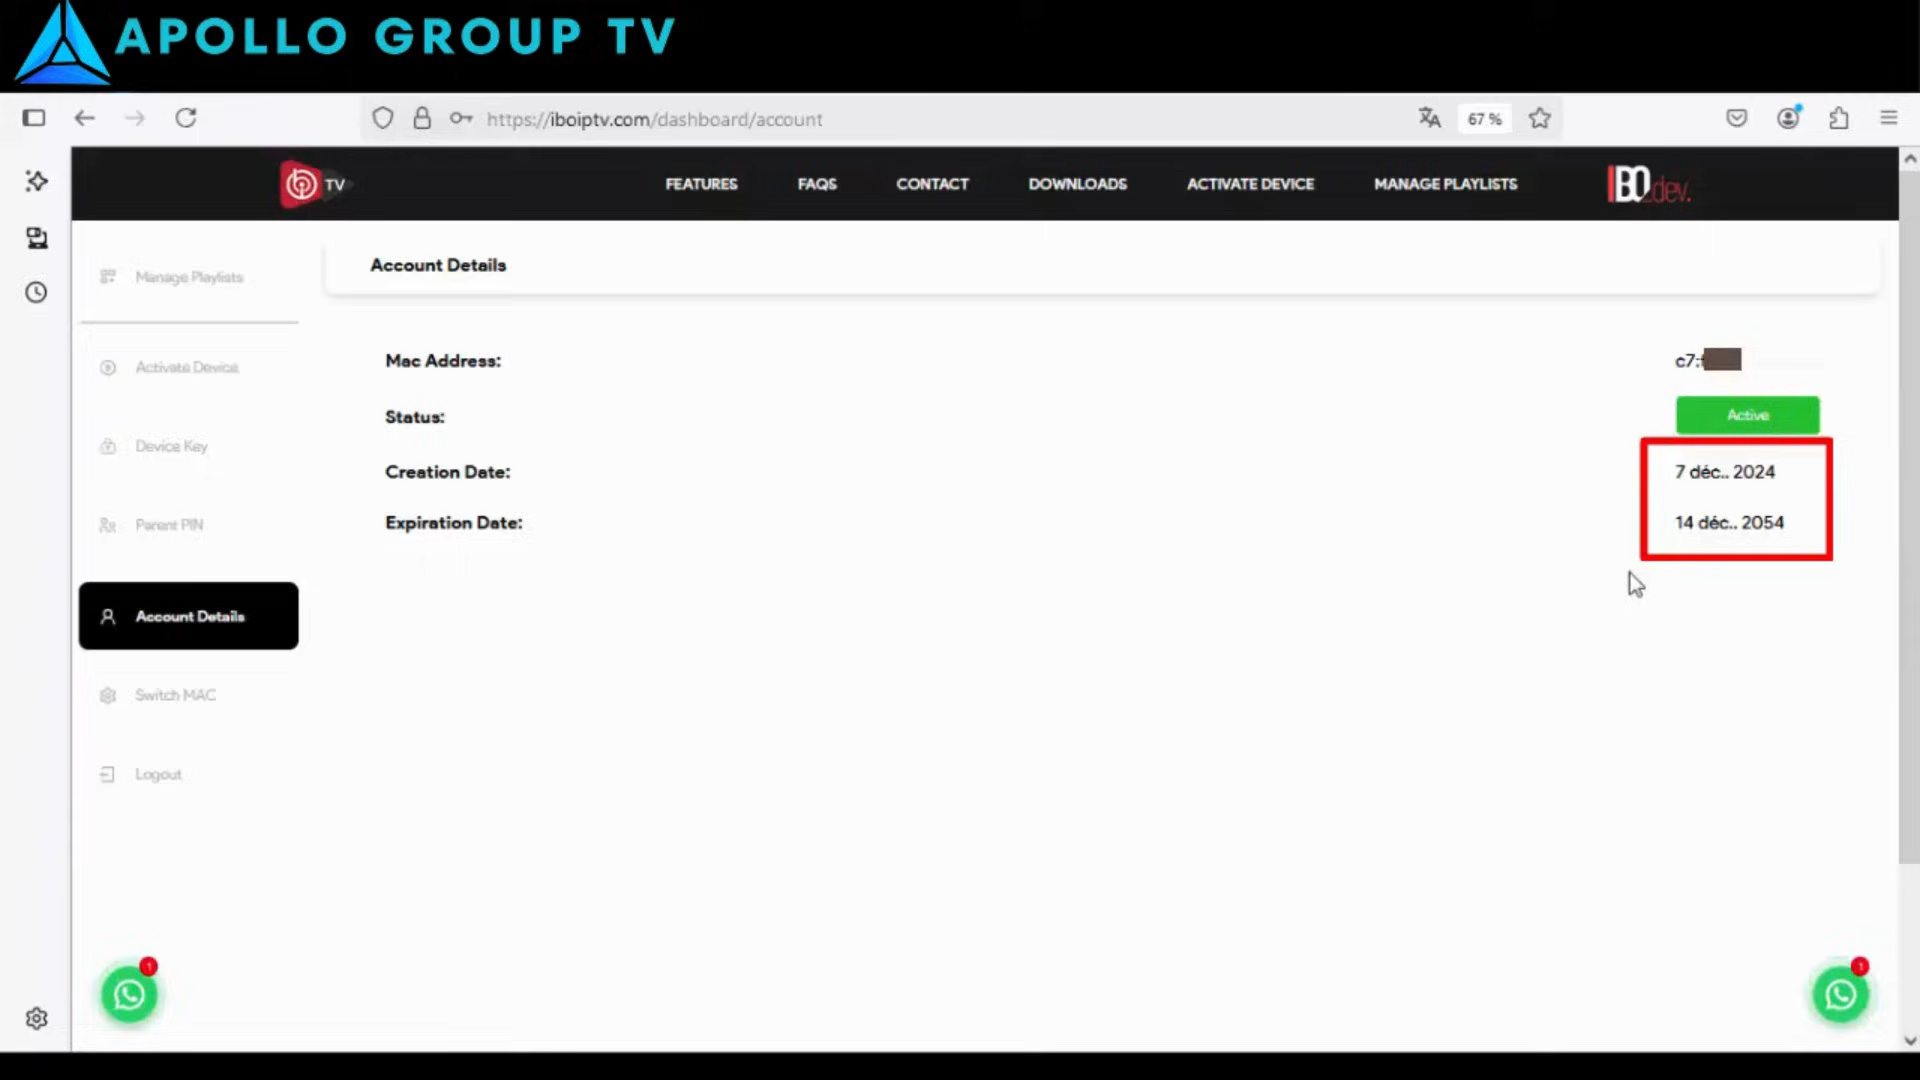 APOLLO GROUP TV
https://iboiptv.com/dashboard/account
67 %
TV
FEATURES
FAQS
CONTACT
DOWNLOADS
ACTIVATE DEVICE
MANAGE PLAYLISTS
IBO dev.
Manage Playlists
Account Details
Activate Device
Mac Address:
c7:
Status:
Active
Device Key
Creation Date:
7 déc.. 2024
Parent PIN
Expiration Date:
14 déc.. 2054
Account Details
Switch MAC
Logout
1
1